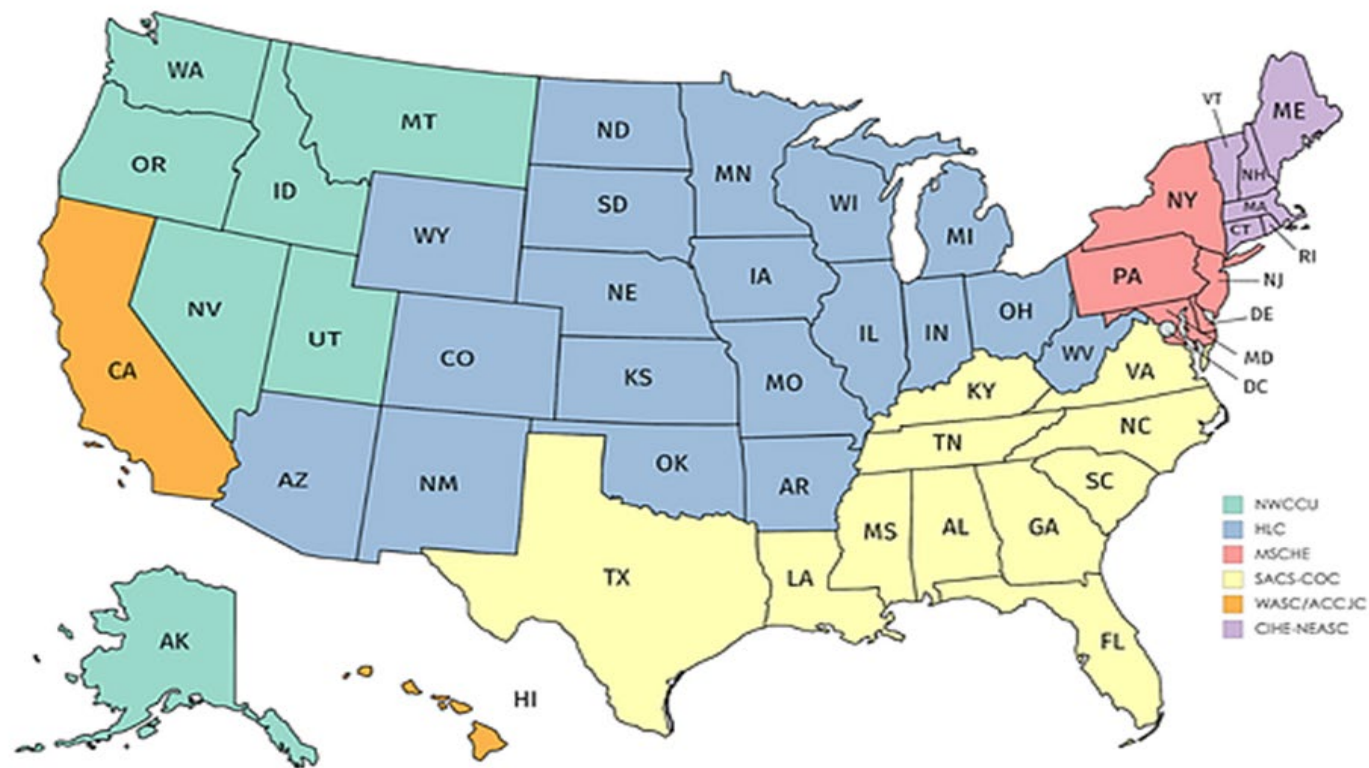 WA
MT
ND
MN
OR
ID
SD
WI
MI
WY
NE
IA
NV
UT
CO
KS
MO
IL
IN
OH
WV
CA
AZ
NM
OK
AR
KY
VA
TN
NC
SC
MS
AL
GA
TX
LA
FL
AK
HI
VT
ME
NH
NY
MA
CT
RI
PA
NJ
DE
MD
DC
NWCCU
HLC
MSCHE
SACS-COC
WASC/ACCJC
CIHE-NEASC